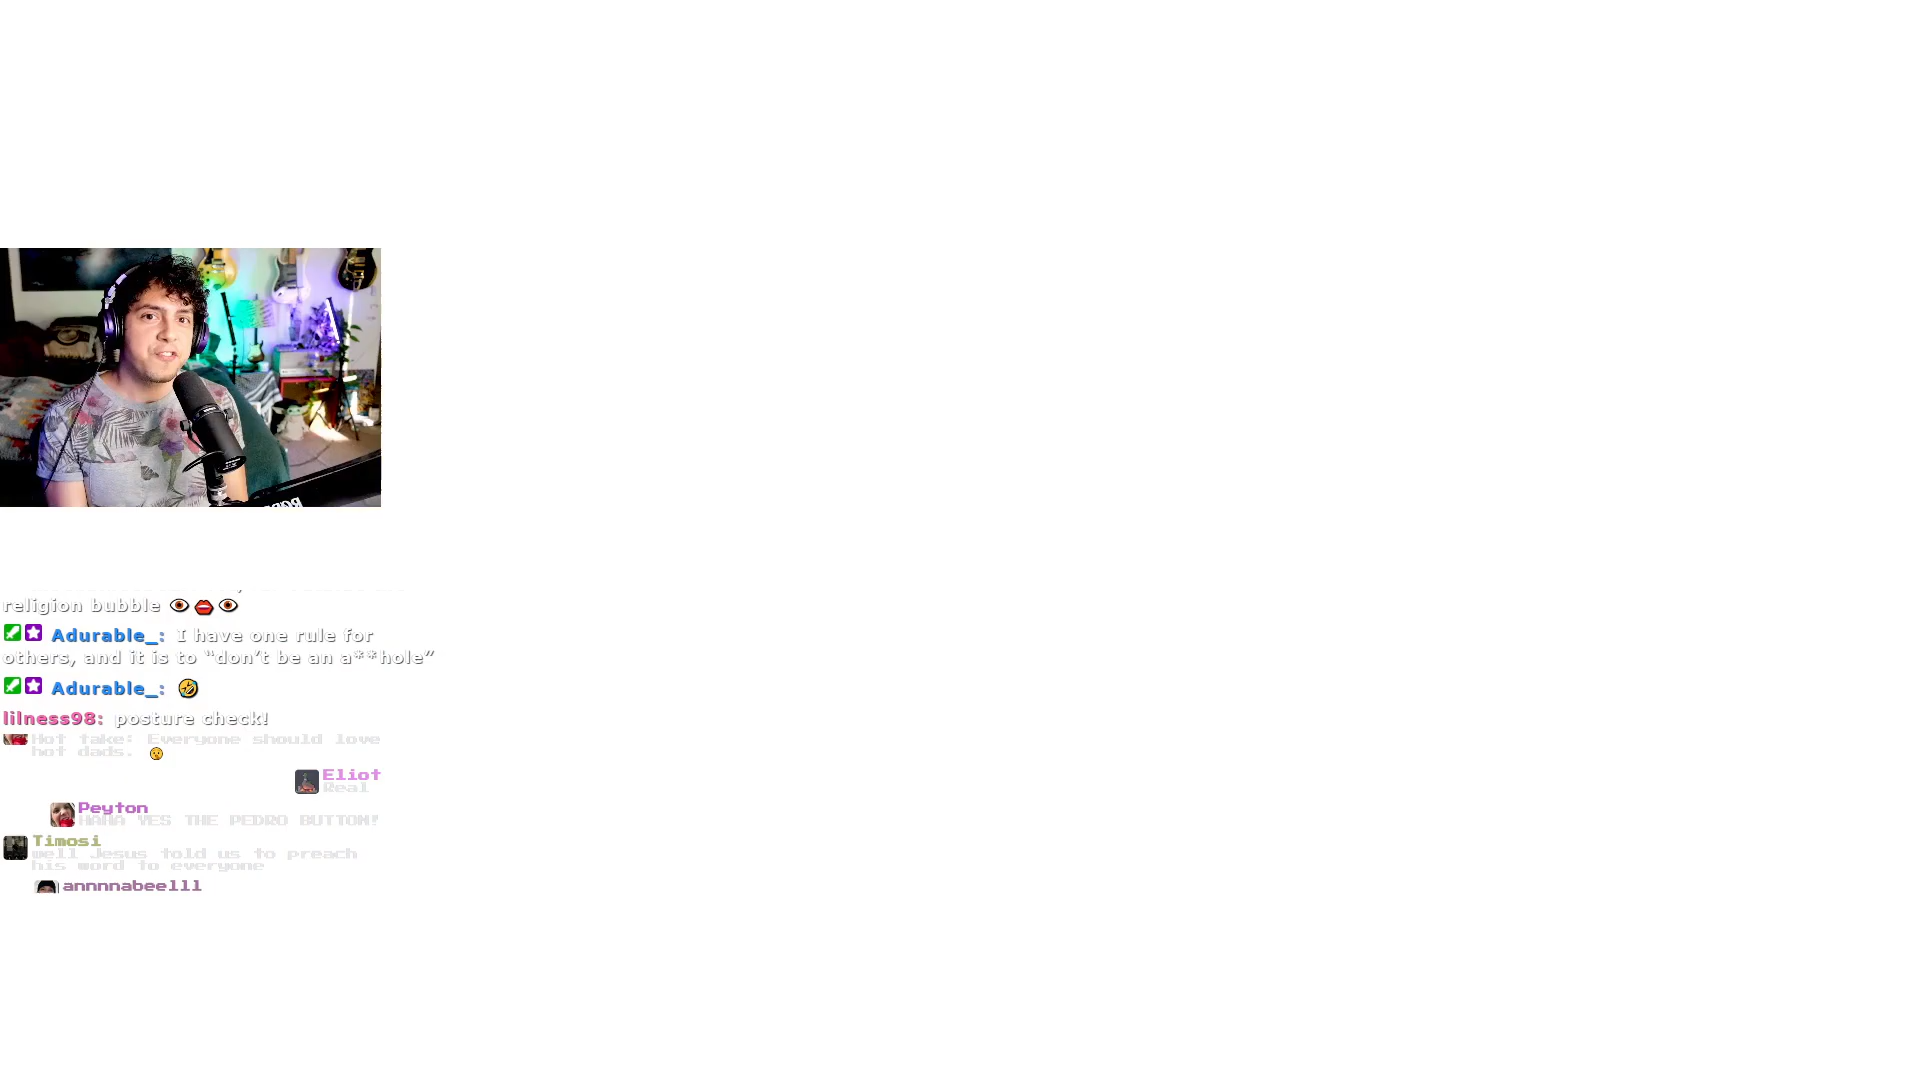 religion bubble
Adurable_: I have one rule for
others, and it is to “don’t be an a**hole”
Adurable_:
lilness98: posture check!
Hot take: Everyone should love
hot dads.
Eliot
Real
Peyton
HAHA YES THE PEDRO BUTTON!
Timosi
well Jesus told us to preach
his word to everyone
annnnabeelll